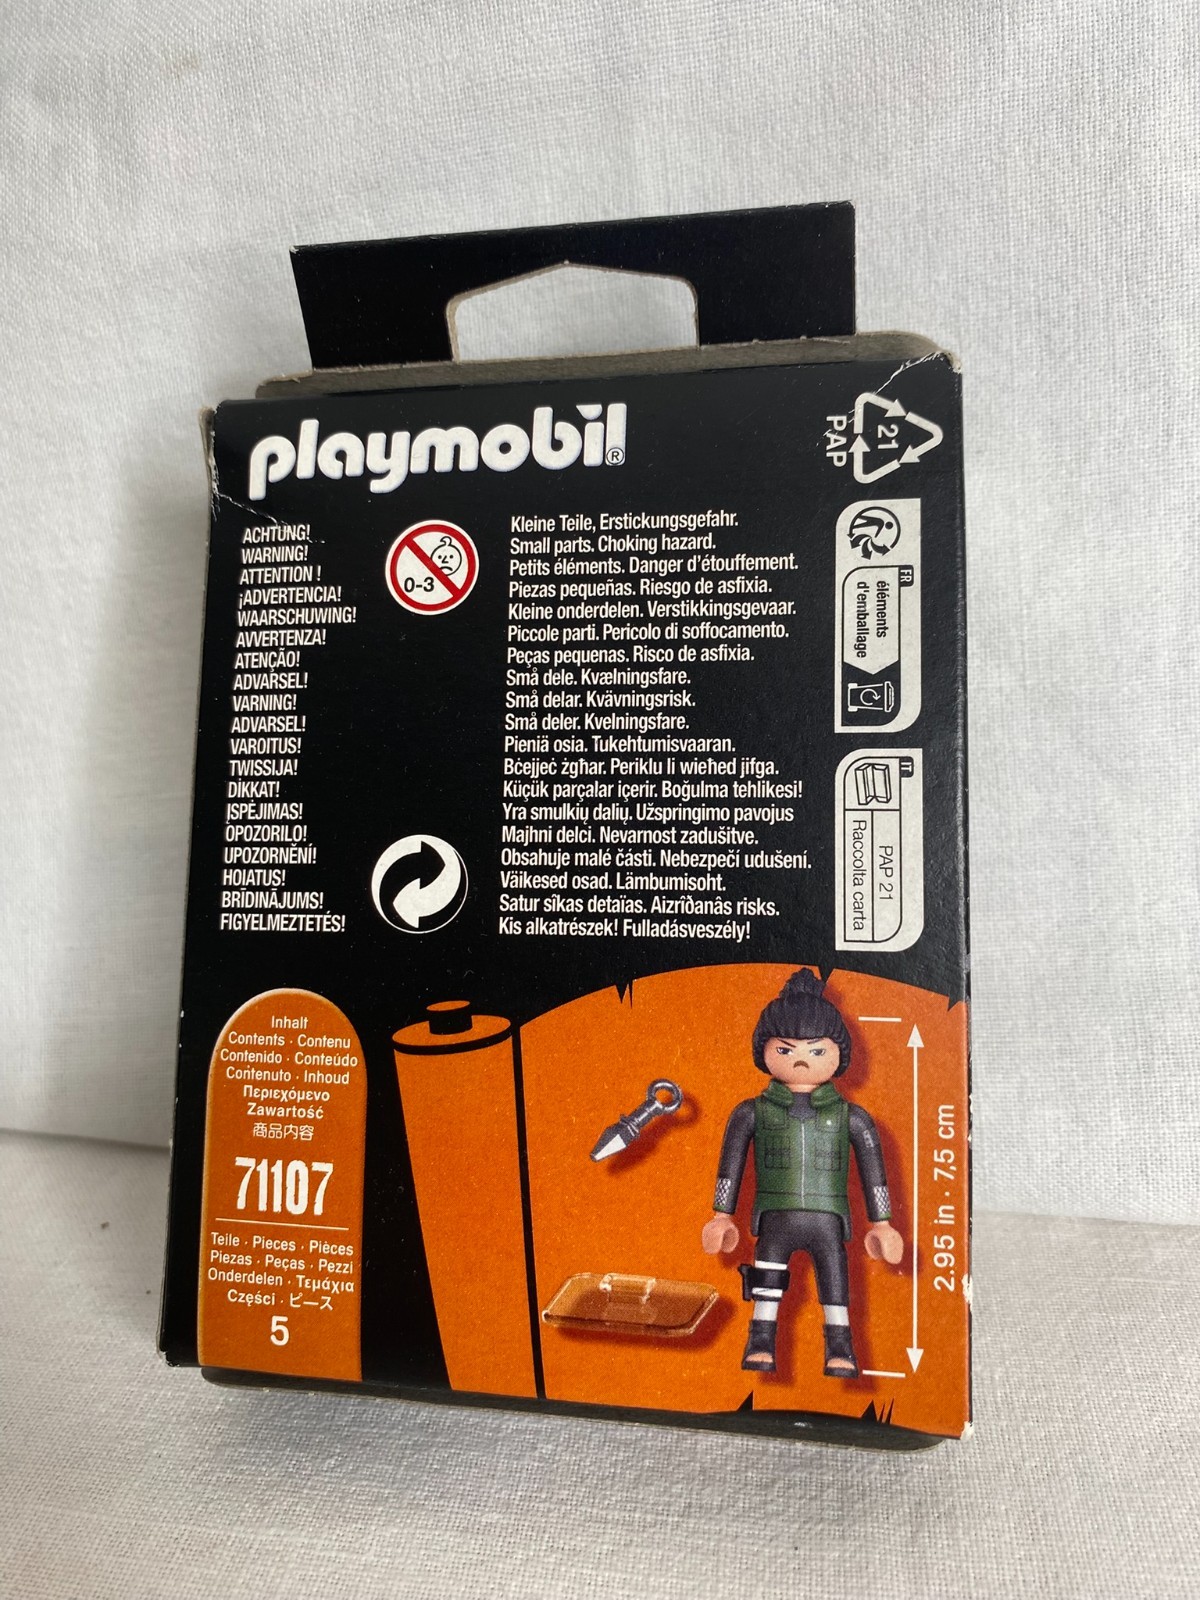 playmobil®
21
PAP
ACHTUNG!
WARNING!
ATTENTION !
¡ADVERTENCIA!
WAARSCHUWING!
AVVERTENZA!
ATENÇÃO!
ADVARSEL!
VARNING!
ADVARSEL!
VAROITUS!
TWISSIJA!
DİKKAT!
ĮSPĖJIMAS!
OPOZORILO!
UPOZORNĚNÍ!
HOIATUS!
BRĪDINĀJUMS!
FIGYELMEZTETÉS!
0-3
Kleine Teile, Erstickungsgefahr.
Small parts. Choking hazard.
Petits éléments. Danger d'étouffement.
Piezas pequeñas. Riesgo de asfixia.
Kleine onderdelen. Verstikkingsgevaar.
Piccole parti. Pericolo di soffocamento.
Peças pequenas. Risco de asfixia.
Små dele. Kvælningsfare.
Små delar. Kvävningsrisk.
Små deler. Kvelningsfare.
Pieniä osia. Tukehtumisvaaran.
Bċejjeċ żgħar. Periklu li wieħed jifga.
Küçük parçalar içerir. Boğulma tehlikesi!
Yra smulkių dalių. Užspringimo pavojus
Majhni delci. Nevarnost zadušitve.
Obsahuje malé části. Nebezpečí udušení.
Väikesed osad. Lämbumisoht.
Satur sîkas detaïas. Aizrîðanâs risks.
Kis alkatrészek! Fulladásveszély!
FR
éléments
d'emballage
IT
PAP 21
Raccolta carta
Inhalt
Contents · Contenu
Contenido · Conteúdo
Contenuto · Inhoud
Περιεχόμενο
Zawartość
商品内容
71107
Teile · Pieces · Pièces
Piezas · Peças · Pezzi
Onderdelen · Τεμάχια
Części · ピース
5
2.95 in · 7,5 cm